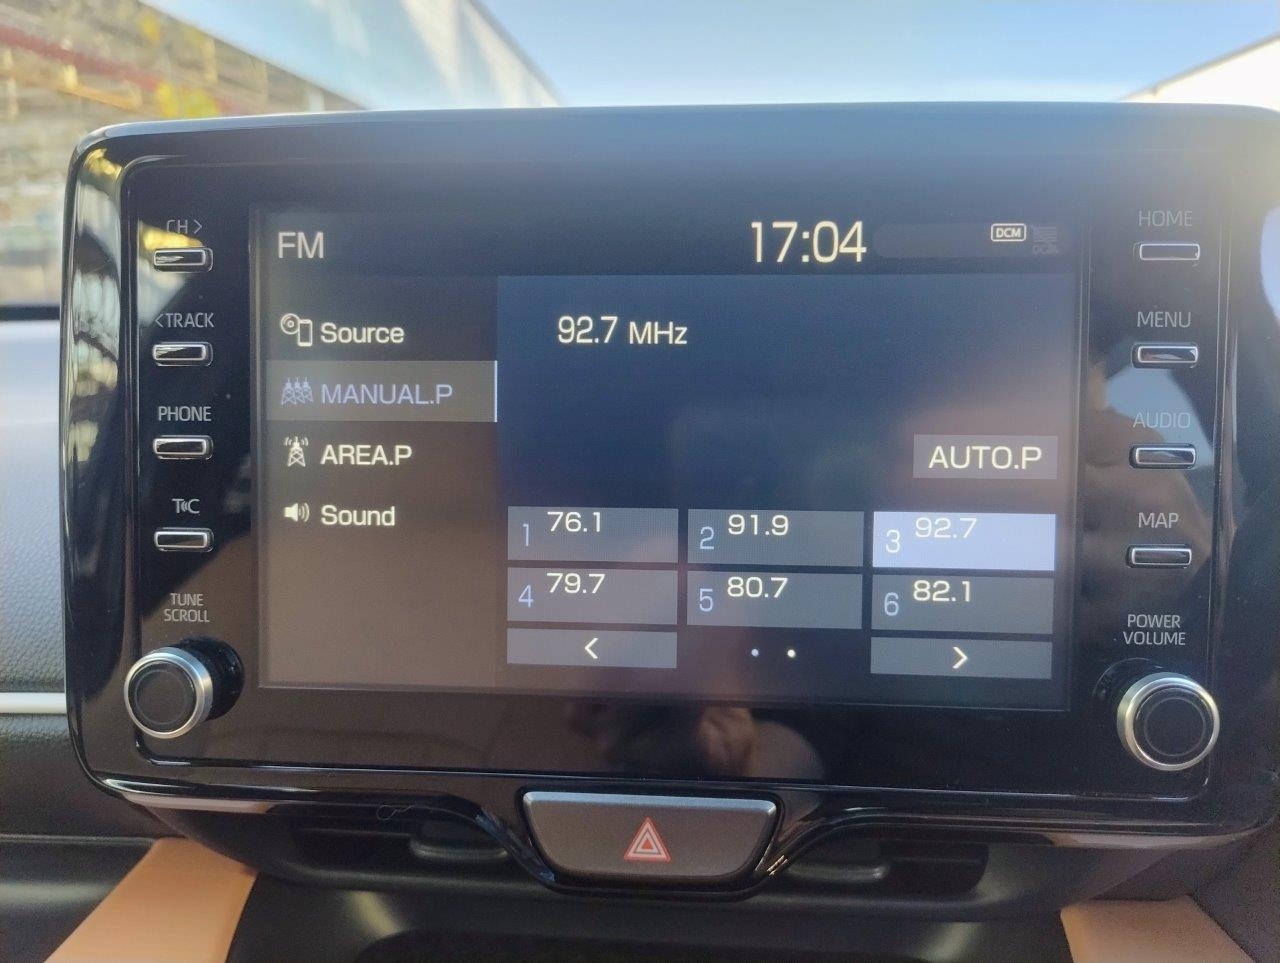 CH >
<TRACK
PHONE
T C
TUNE
SCROLL
FM
17:04
DCM
Source
MANUAL.P
AREA.P
Sound
92.7 MHz
AUTO.P
1 76.1
2 91.9
3 92.7
4 79.7
5 80.7
6 82.1
< >
HOME
MENU
AUDIO
MAP
POWER
VOLUME